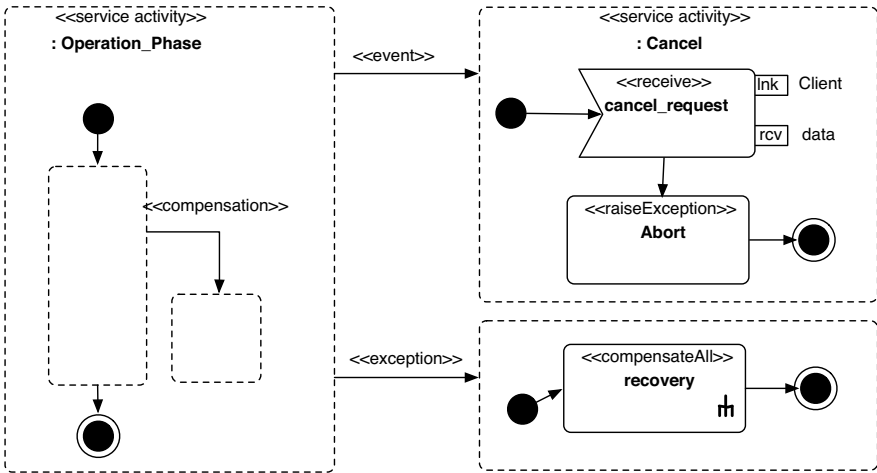 <<service activity>>
: Operation_Phase
<<compensation>>
<<event>>
<<exception>>
<<service activity>>
: Cancel
<<receive>>
cancel_request
lnk Client
rcv data
<<raiseException>>
Abort
<<compensateAll>>
recovery